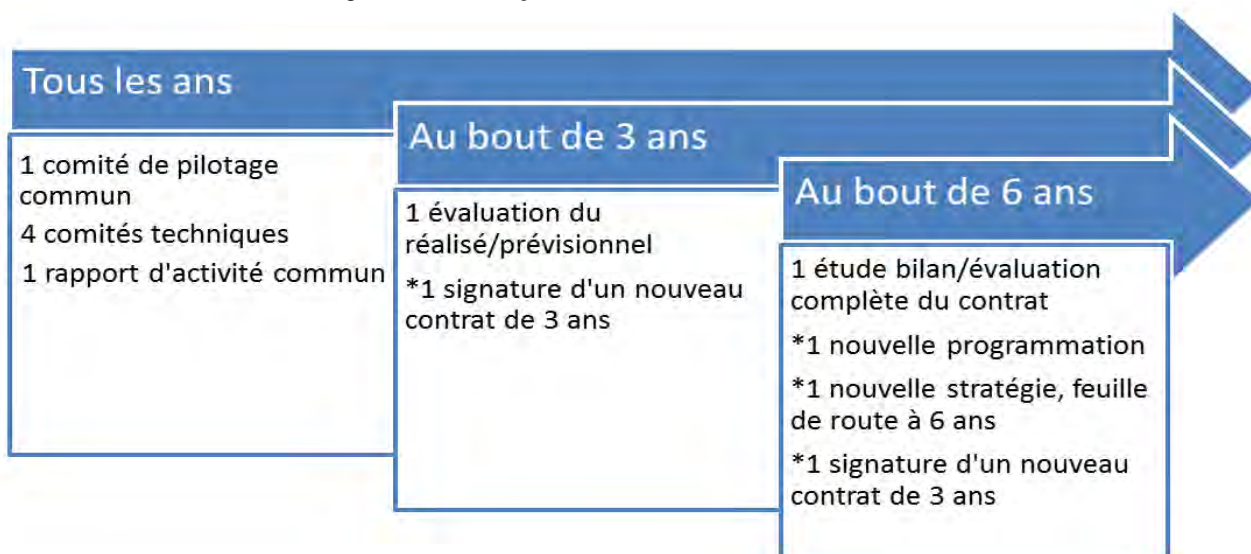 Tous les ans
1 comité de pilotage
commun
4 comités techniques
1 rapport d'activité commun
Au bout de 3 ans
1 évaluation du
réalisé/prévisionnel
*1 signature d'un nouveau
contrat de 3 ans
Au bout de 6 ans
1 étude bilan/évaluation
complète du contrat
*1 nouvelle programmation
*1 nouvelle stratégie, feuille
de route à 6 ans
*1 signature d'un nouveau
contrat de 3 ans